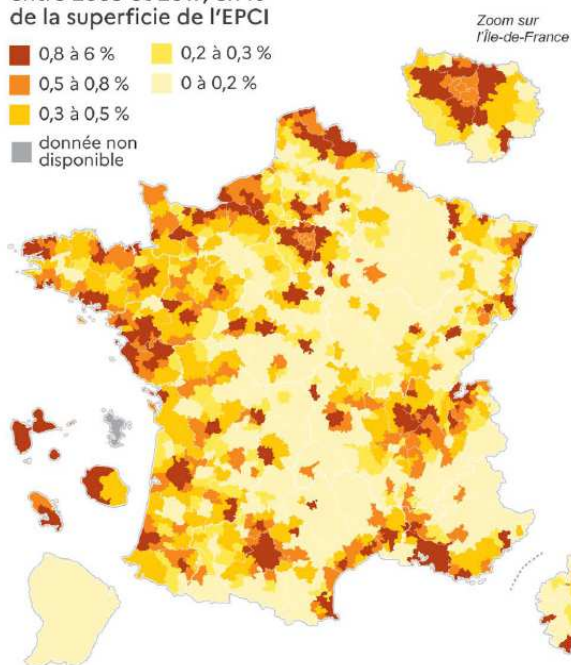 de la superficie de l'EPCI
0,8 à 6 %
0,2 à 0,3 %
0,5 à 0,8 %
0 à 0,2 %
0,3 à 0,5 %
donnée non
disponible
Zoom sur
l'Île-de-France